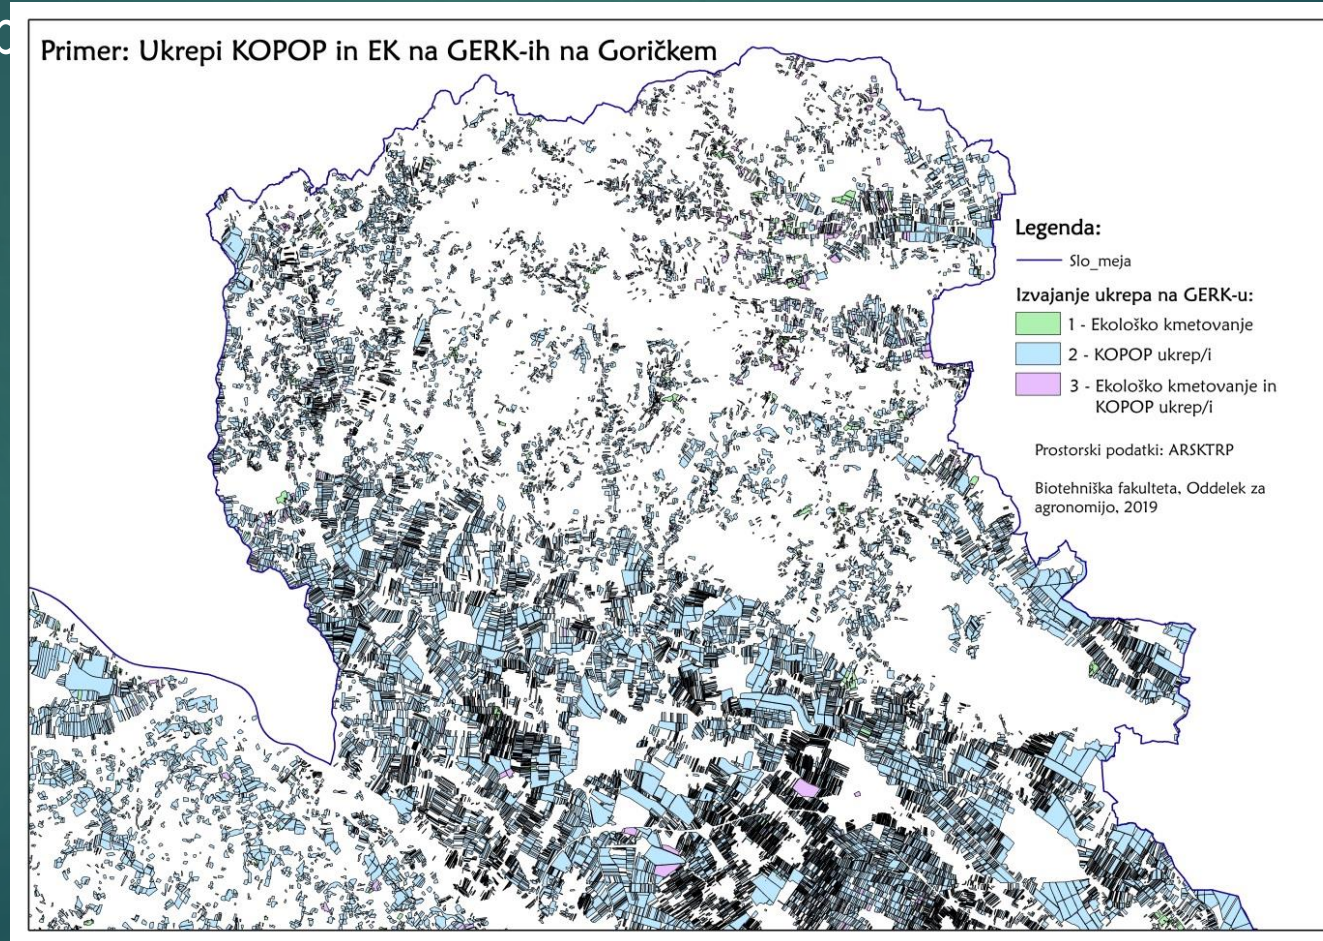 Primer: Ukrepi KOPOP in EK na GERK-ih na Goričkem
Legenda:
Slo_meja
Izvajanje ukrepa na GERK-u:
1 - Ekološko kmetovanje
2 - KOPOP ukrep/i
3 - Ekološko kmetovanje in
KOPOP ukrep/i
Prostorski podatki: ARSKTRP
Biotehniška fakulteta, Oddelek za
agronomijo, 2019